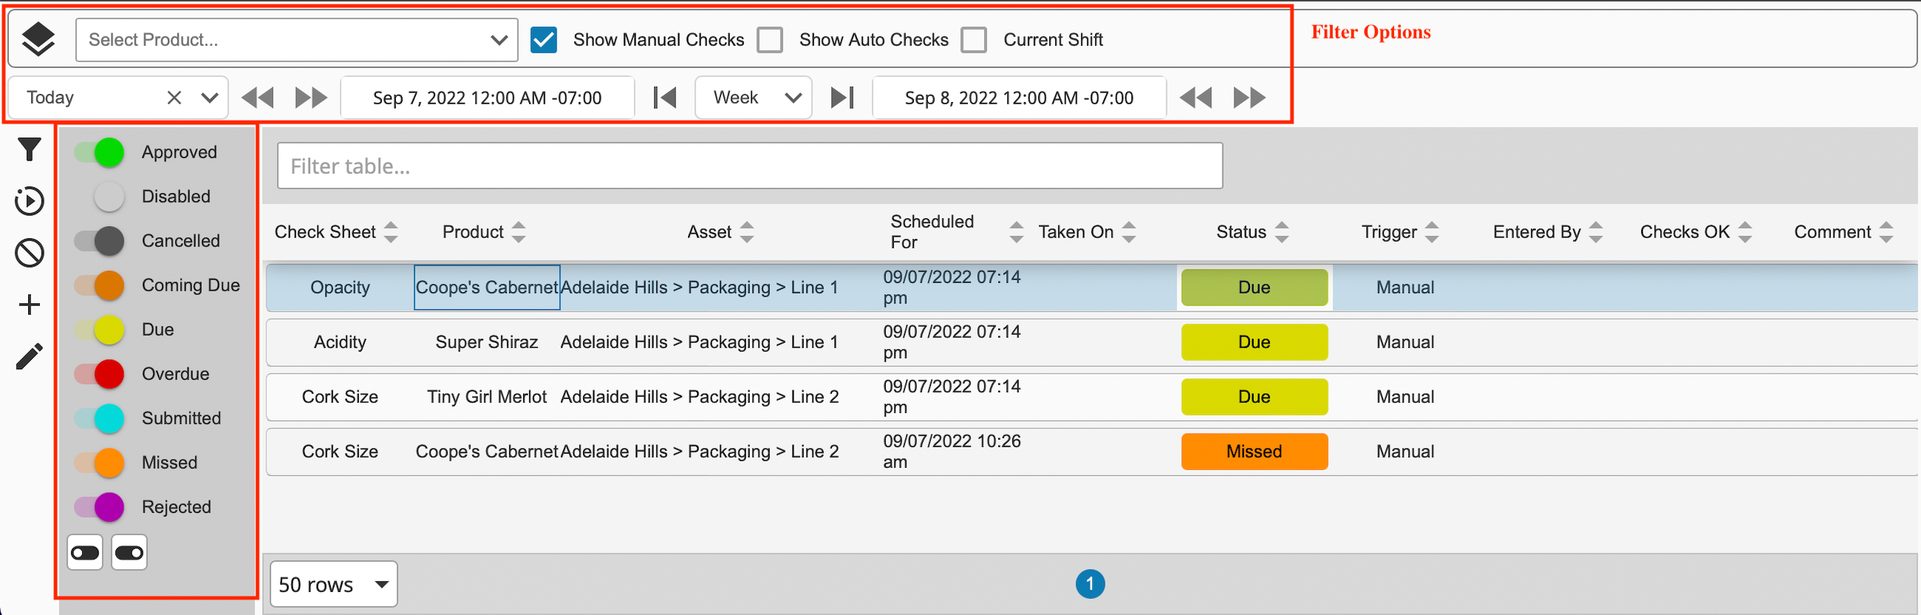 Select Product... Show Manual Checks Show Auto Checks Current Shift Filter Options
Today Sep 7, 2022 12:00 AM -07:00 Week Sep 8, 2022 12:00 AM -07:00
Approved
Disabled
Cancelled
Coming Due
Due
Overdue
Submitted
Missed
Rejected
Filter table...
Check Sheet Product Asset Scheduled For Taken On Status Trigger Entered By Checks OK Comment
Opacity Coope's Cabernet Adelaide Hills > Packaging > Line 1 09/07/2022 07:14 pm Due Manual
Acidity Super Shiraz Adelaide Hills > Packaging > Line 1 09/07/2022 07:14 pm Due Manual
Cork Size Tiny Girl Merlot Adelaide Hills > Packaging > Line 2 09/07/2022 07:14 pm Due Manual
Cork Size Coope's Cabernet Adelaide Hills > Packaging > Line 2 09/07/2022 10:26 am Missed Manual
50 rows 1